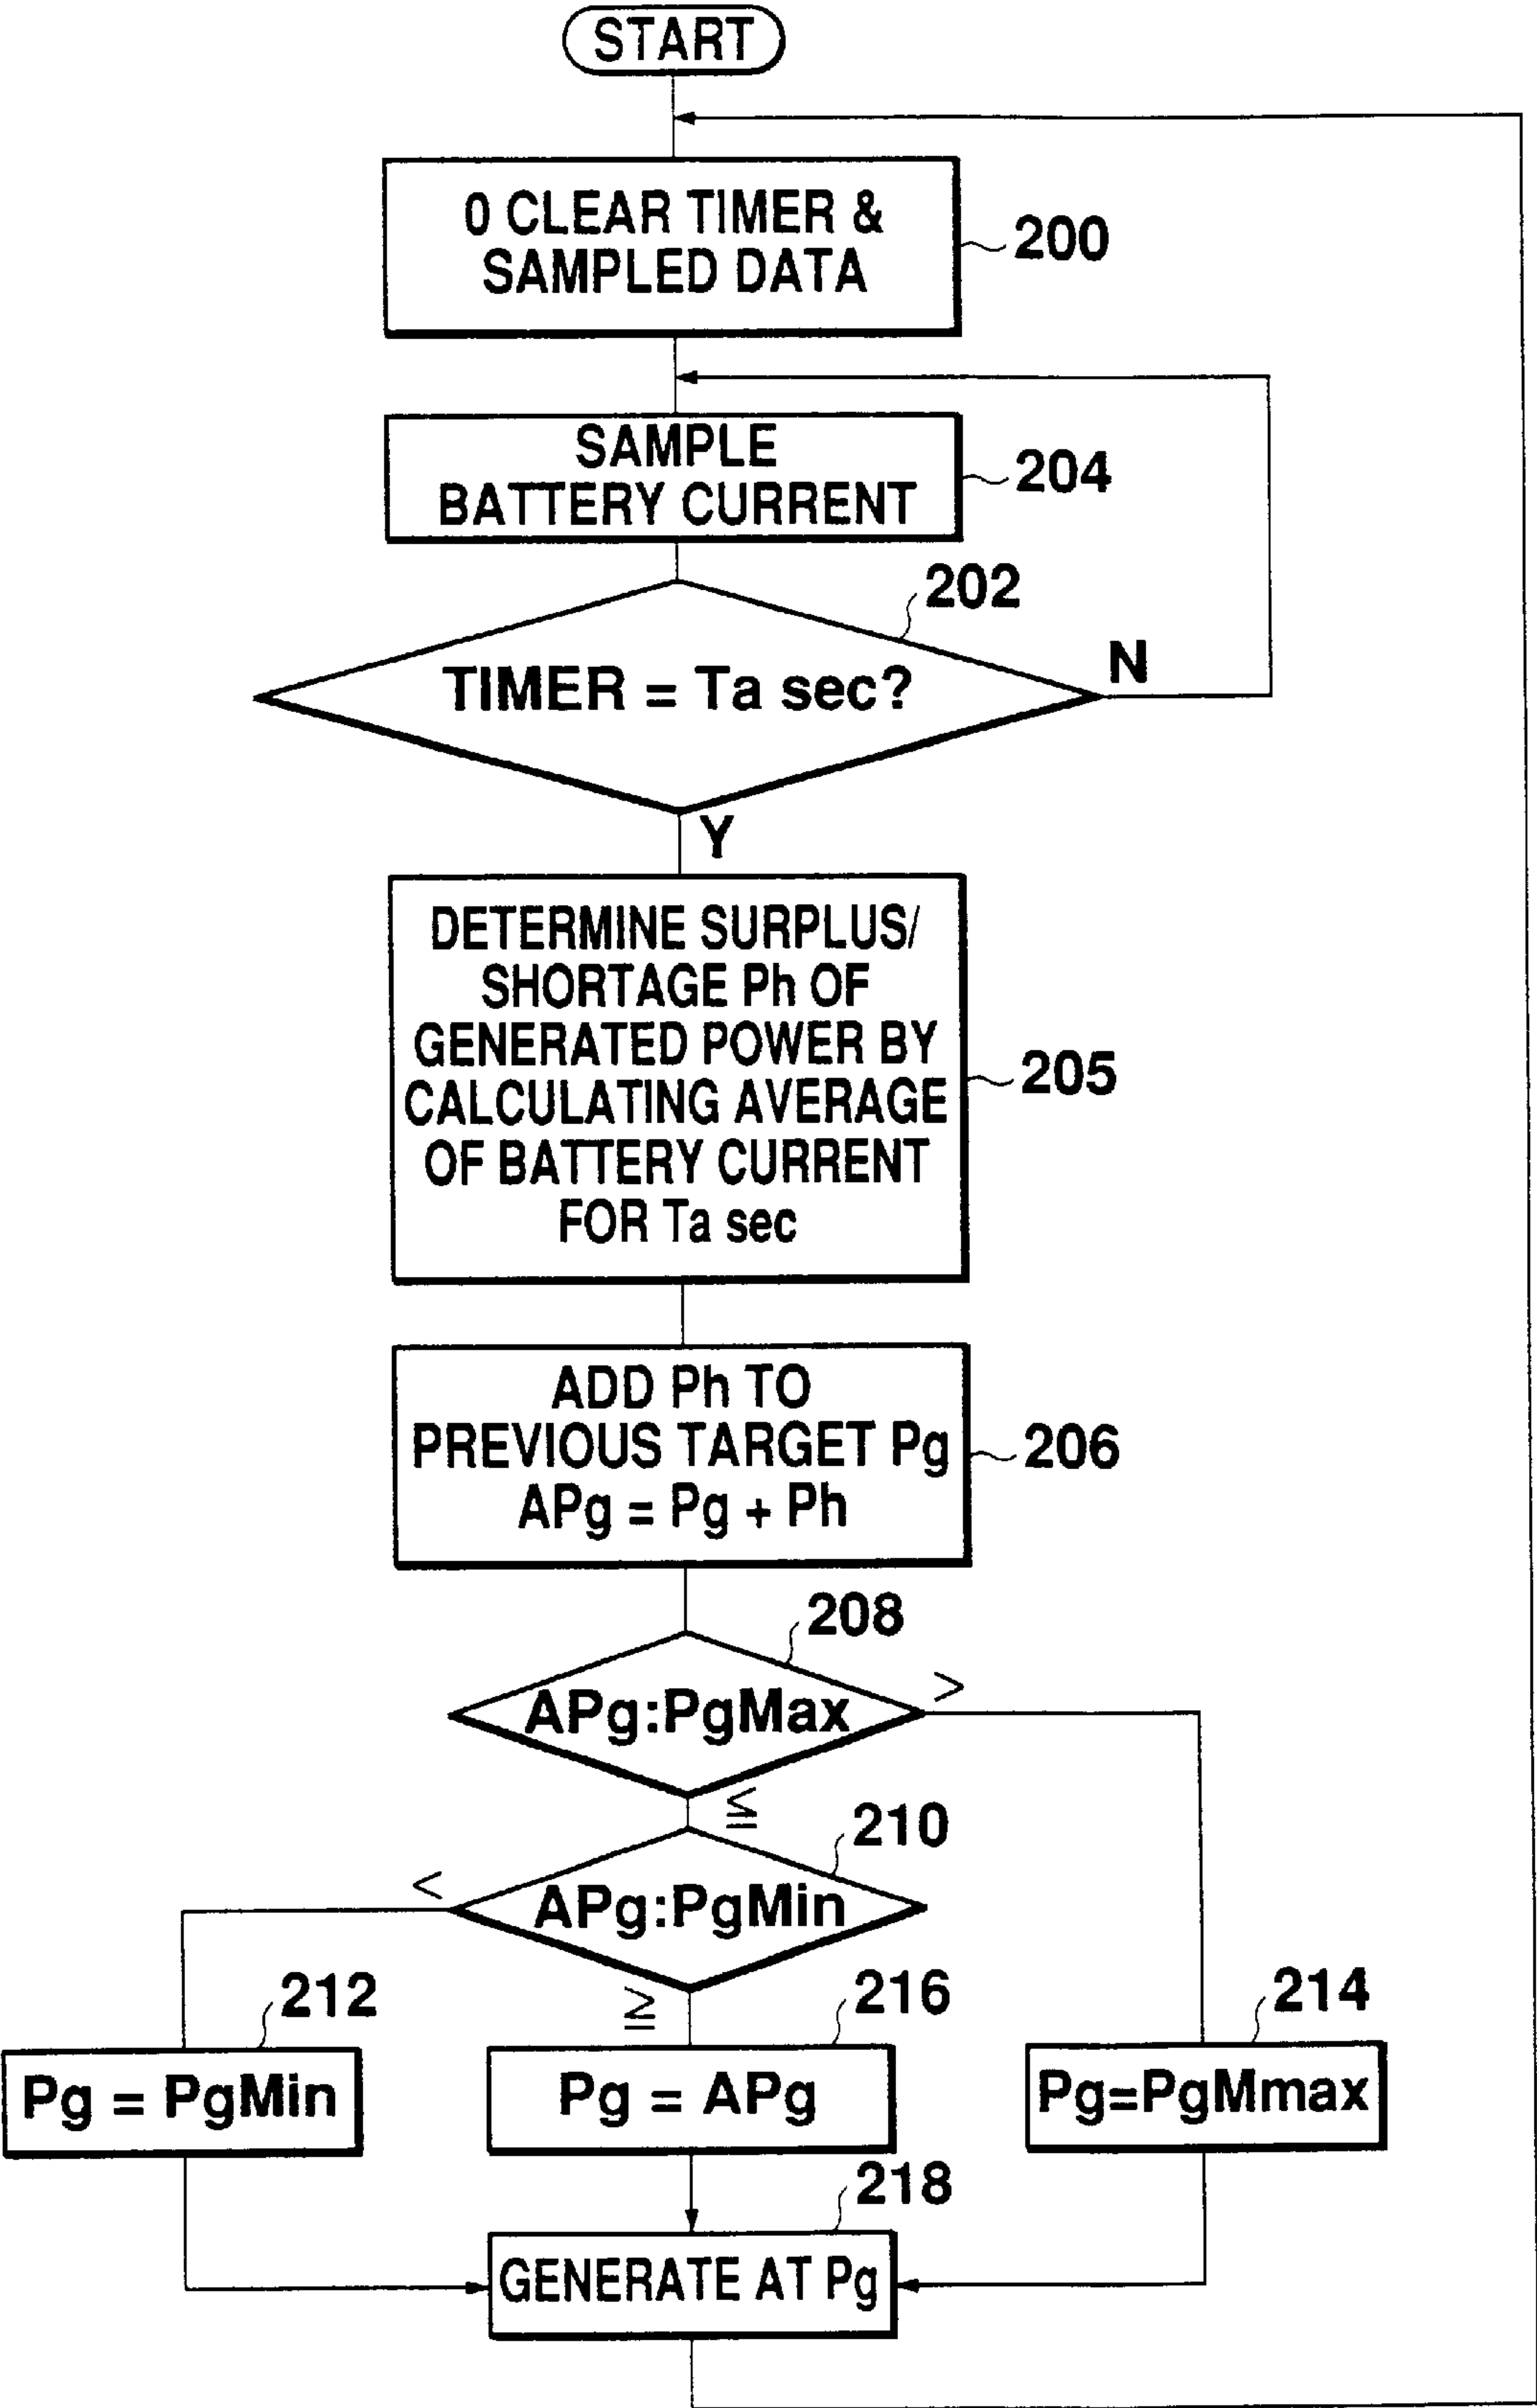 START
0 CLEAR TIMER &
SAMPLED DATA
200
SAMPLE
BATTERY CURRENT
204
202
TIMER = Ta sec?
N
Y
DETERMINE SURPLUS/
SHORTAGE Ph OF
GENERATED POWER BY
CALCULATING AVERAGE
OF BATTERY CURRENT
FOR Ta sec
205
ADD Ph TO
PREVIOUS TARGET Pg
APg = Pg + Ph
206
208
APg:PgMax
>
≦
210
APg:PgMin
<
≧
212
Pg = PgMin
216
Pg = APg
214
Pg=PgMmax
218
GENERATE AT Pg